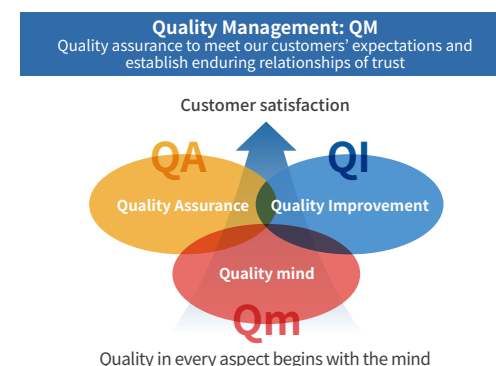 Quality Management: QM
Quality assurance to meet our customers’ expectations and
establish enduring relationships of trust
Customer satisfaction
QA
QI
Quality Assurance
Quality Improvement
Quality mind
Qm
Quality in every aspect begins with the mind